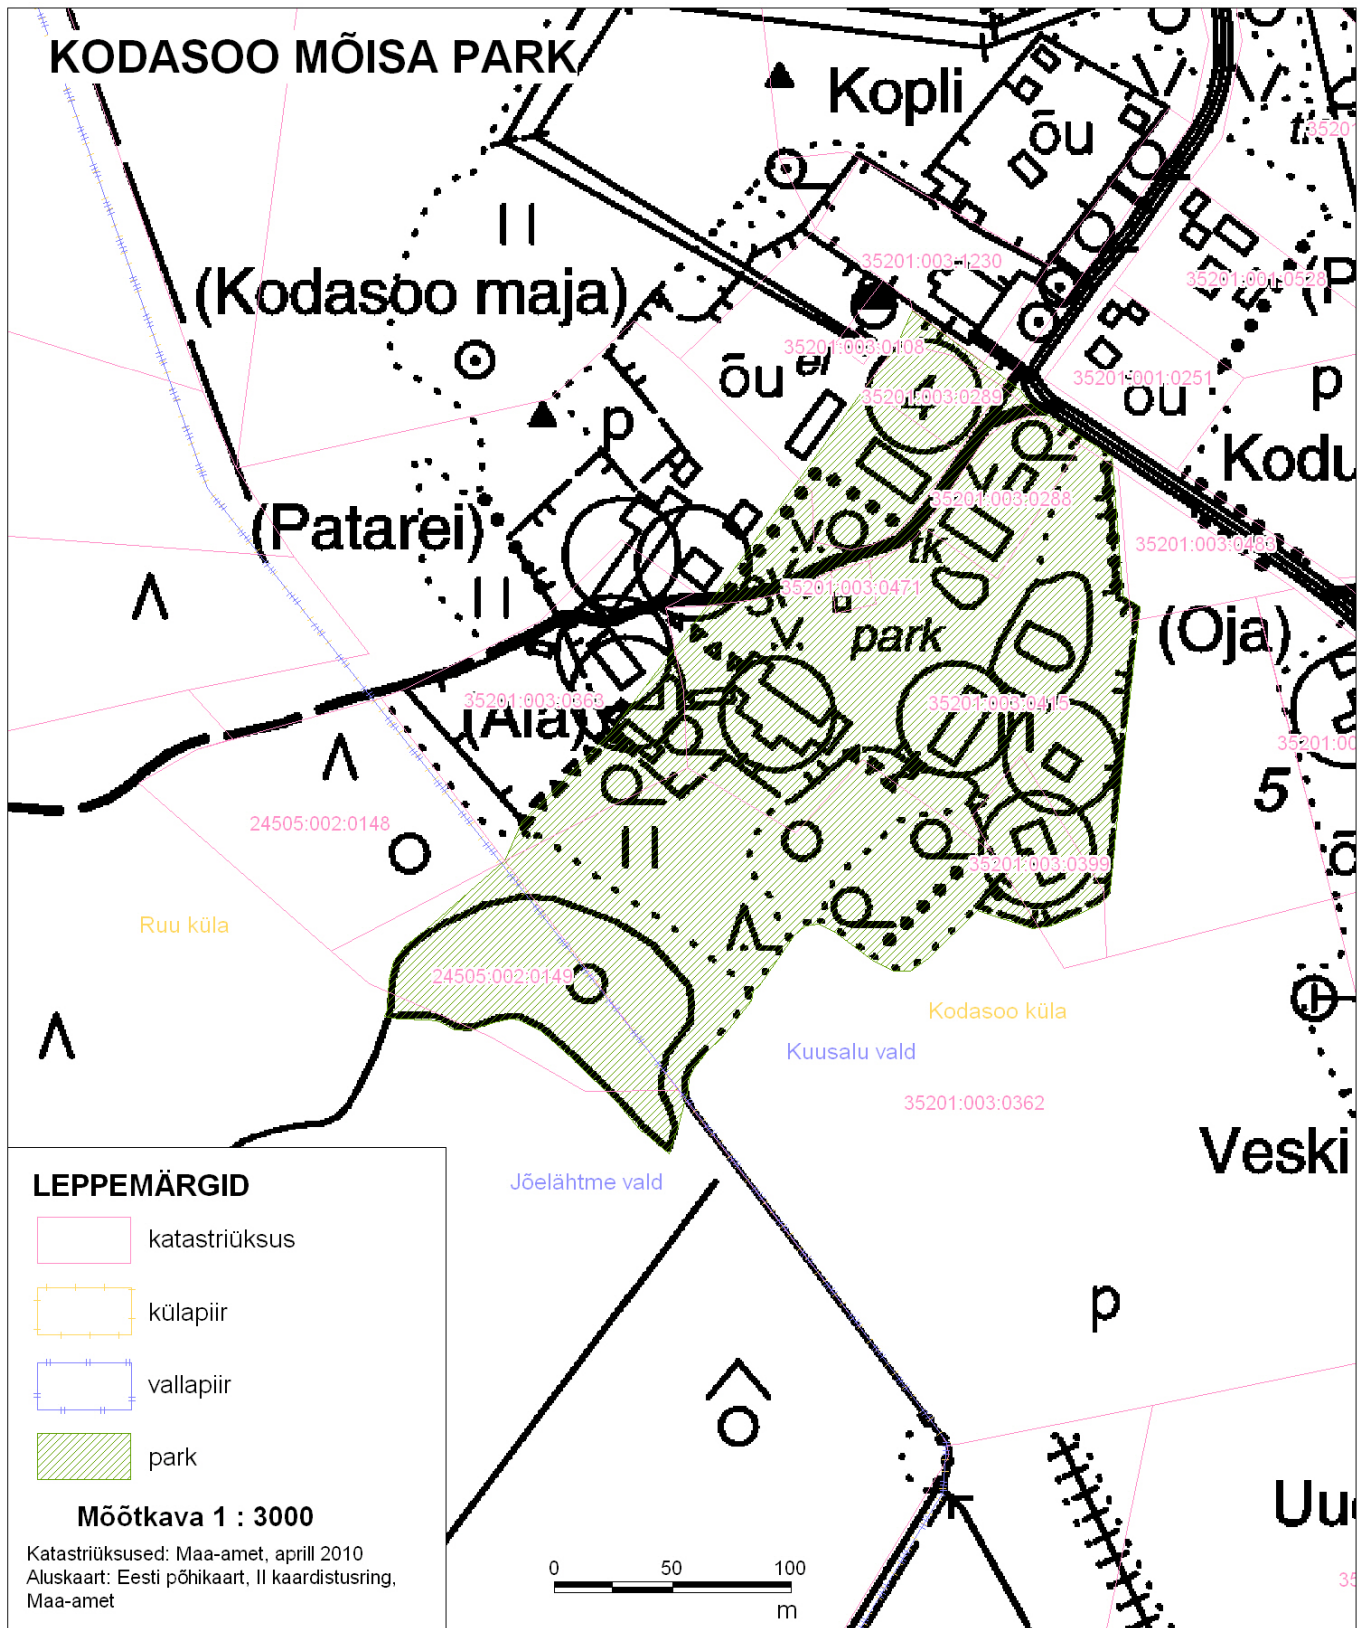 KODASOO MÕISA PARK
Kopli
õu
35201:003:1230
35201:001:0528
(Kodasoo maja)
35201:003:0108
õu
el
35201:003:0289
35201:001:0251
õu
p
p
35201:003:0288
(Patarei)
tk
35201:003:0483
35201:003:0471
park
(Oja)
35201:003:0363
(Aia)
35201:003:0415
5
24505:002:0148
35201:003:0399
Ruu küla
24505:002:0149
Kodasoo küla
Kuusalu vald
35201:003:0362
Veski
Jõelähtme vald
p
LEPPEMÄRGID
katastriüksus
külapiir
vallapiir
park
Mõõtkava 1 : 3000
Katastriüksused: Maa-amet, aprill 2010
Aluskaart: Eesti põhikaart, II kaardistusring,
Maa-amet
0 50 100
m